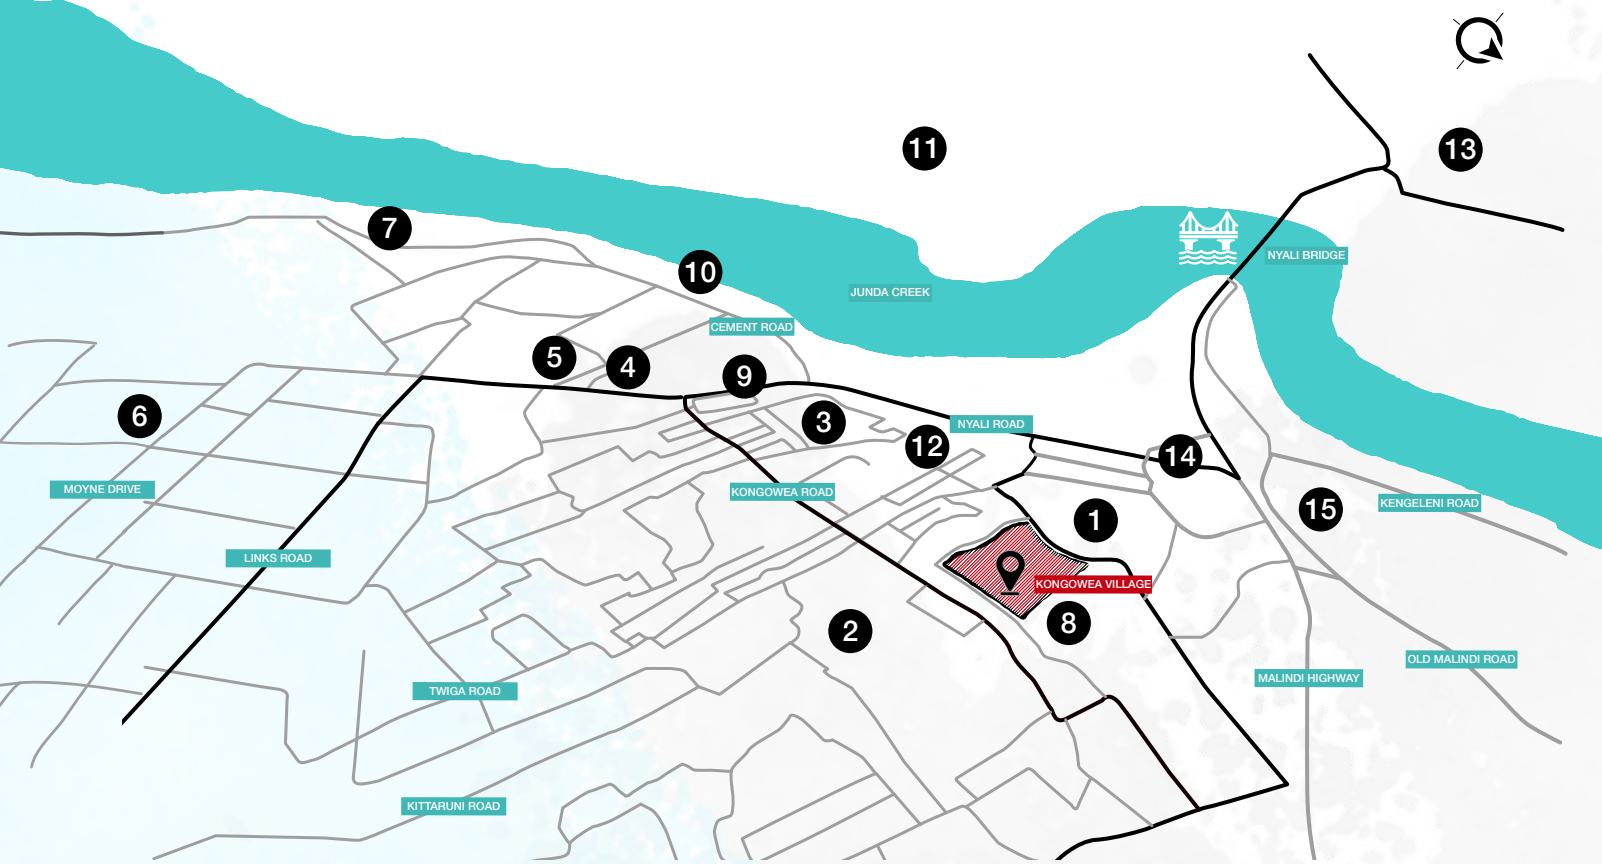 11
13
7
NYALI BRIDGE
10
JUNDA CREEK
CEMENT ROAD
5
4
9
6
3
NYALI ROAD
12
14
MOYNE DRIVE
KONGOWEA ROAD
KENGELENI ROAD
15
1
LINKS ROAD
KONGOWEA VILLAGE
8
2
OLD MALINDI ROAD
MALINDI HIGHWAY
TWIGA ROAD
KITTARUNI ROAD